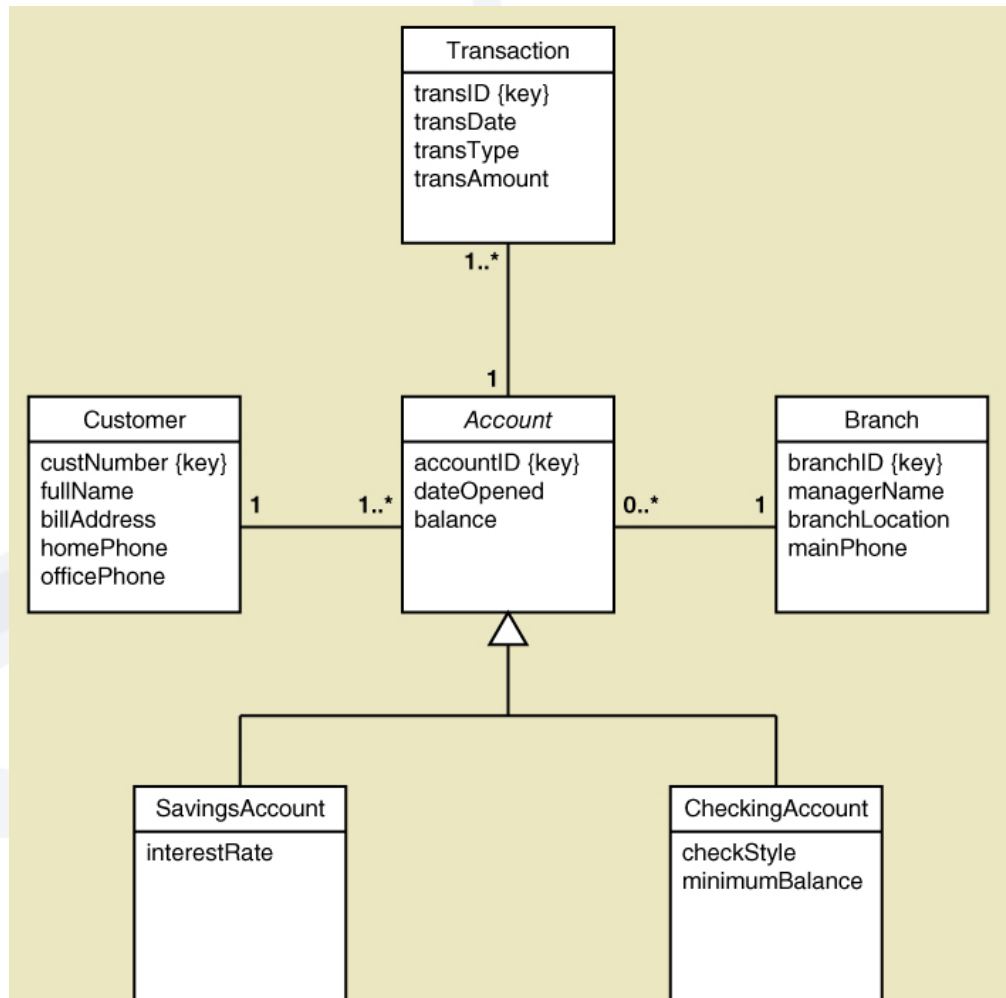 Transaction
transID {key}
transDate
transType
transAmount
1..*
1
Customer
custNumber {key}
fullName
billAddress
homePhone
officePhone
1
1..*
Account
accountID {key}
dateOpened
balance
0..*
1
Branch
branchID {key}
managerName
branchLocation
mainPhone
SavingsAccount
interestRate
CheckingAccount
checkStyle
minimumBalance